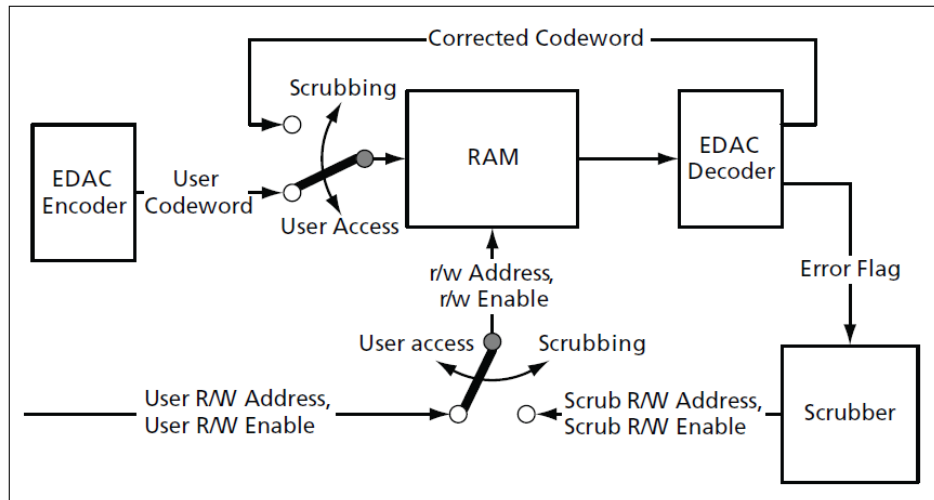 Corrected Codeword
Scrubbing
EDAC
Encoder
User
Codeword
User Access
RAM
EDAC
Decoder
r/w Address,
r/w Enable
Error Flag
User access
Scrubbing
User R/W Address,
User R/W Enable
Scrub R/W Address,
Scrub R/W Enable
Scrubber